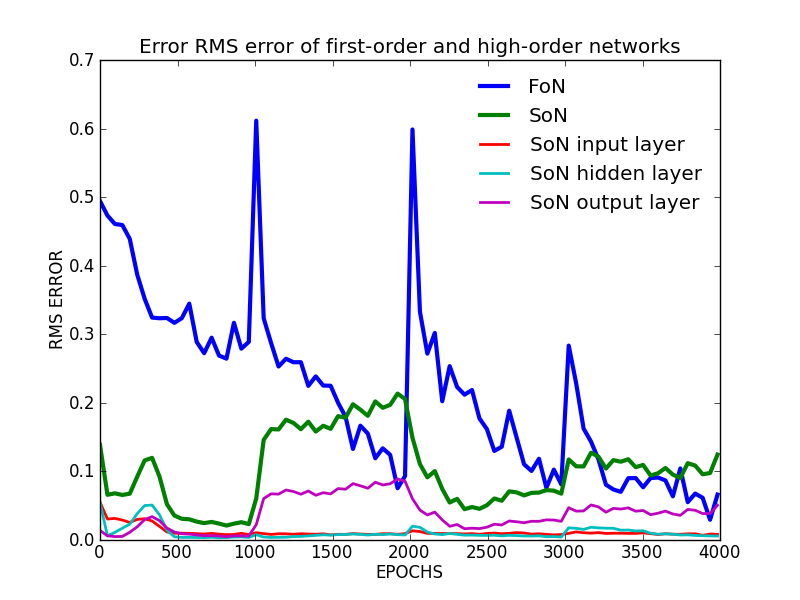 Error RMS error of first-order and high-order networks
0.7
0.6
0.5
0.4
0.3
0.2
0.1
0.0
RMS ERROR
FoN
SoN
SoN input layer
SoN hidden layer
SoN output layer
0 500 1000 1500 2000 2500 3000 3500 4000
EPOCHS